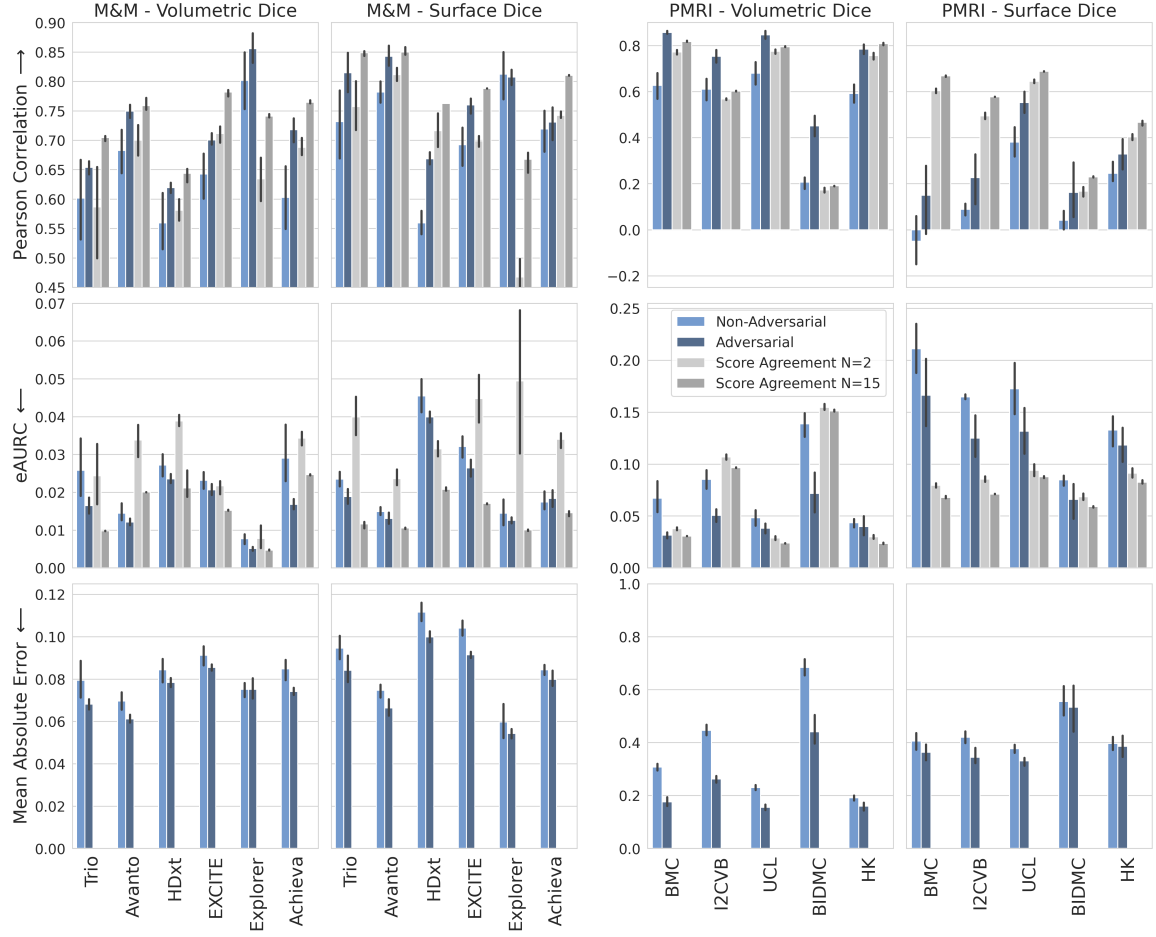 M&M - Volumetric Dice
M&M - Surface Dice
PMRI - Volumetric Dice
PMRI - Surface Dice
Pearson Correlation ⟶
0.90
0.85
0.80
0.75
0.70
0.65
0.60
0.55
0.50
0.45
0.8
0.6
0.4
0.2
0.0
−0.2
eAURC ⟵
0.07
0.06
0.05
0.04
0.03
0.02
0.01
0.00
0.25
0.20
0.15
0.10
0.05
0.00
Non-Adversarial
Adversarial
Score Agreement N=2
Score Agreement N=15
Mean Absolute Error ⟵
0.12
0.10
0.08
0.06
0.04
0.02
0.00
1.0
0.8
0.6
0.4
0.2
0.0
Trio
Avanto
HDxt
EXCITE
Explorer
Achieva
Trio
Avanto
HDxt
EXCITE
Explorer
Achieva
BMC
I2CVB
UCL
BIDMC
HK
BMC
I2CVB
UCL
BIDMC
HK